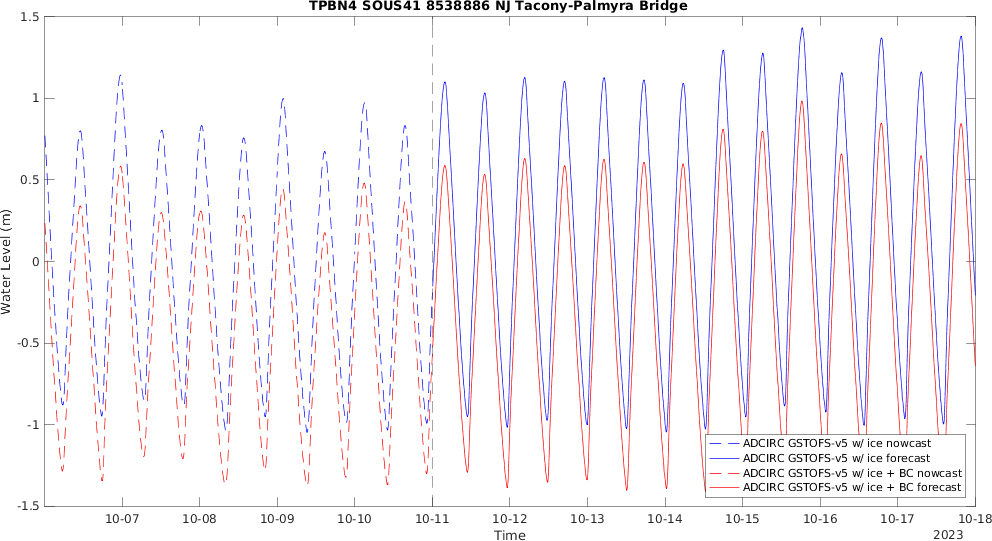 TPBN4 SOUS41 8538886 NJ Tacony-Palmyra Bridge
Water Level (m)
1.5
1
0.5
0
-0.5
-1
-1.5
10-07 10-08 10-09 10-10 10-11 10-12 10-13 10-14 10-15 10-16 10-17 10-18
Time
2023
ADCIRC GSTOFS-v5 w/ ice nowcast
ADCIRC GSTOFS-v5 w/ ice forecast
ADCIRC GSTOFS-v5 w/ ice + BC nowcast
ADCIRC GSTOFS-v5 w/ ice + BC forecast